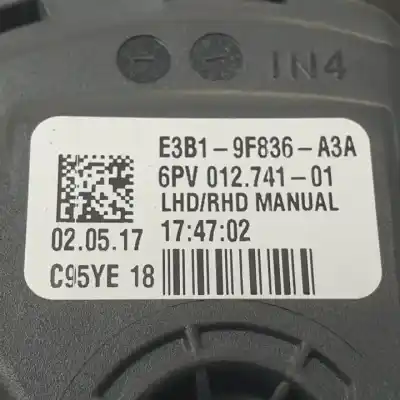 IN4
E3B1-9F836-A3A
6PV 012.741-01
LHD/RHD MANUAL
02.05.17 17:47:02
C95YE 18